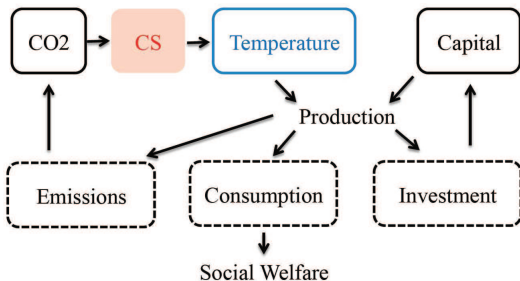 CO2
CS
Temperature
Capital
Production
Emissions
Consumption
Investment
Social Welfare